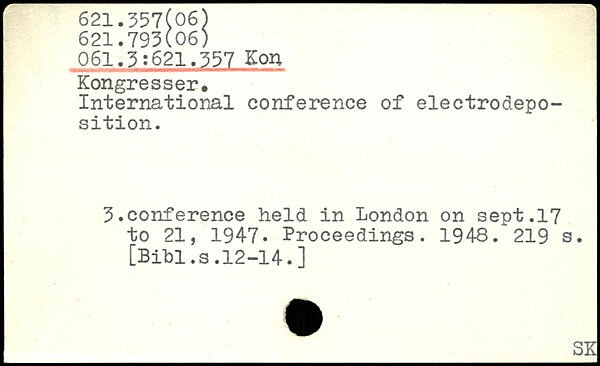 621.357(06)
621.793(06)
061.3:621.357 Kon
Kongresser.
International conference of electrodepo-
sition.
3.conference held in London on sept.17
to 21, 1947. Proceedings. 1948. 219 s.
[Bibl.s.12-14.]
SK